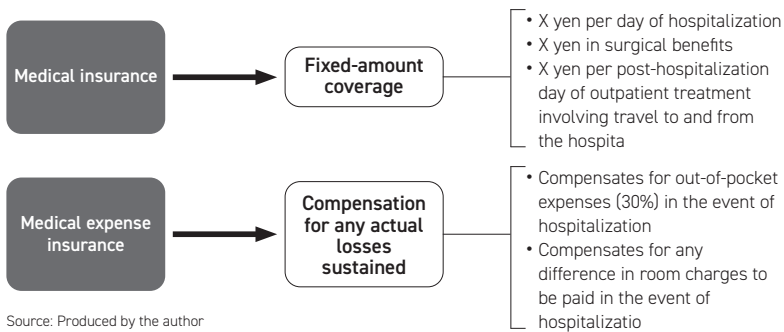 Medical insurance
Fixed-amount
coverage
• X yen per day of hospitalization
• X yen in surgical benefits
• X yen per post-hospitalization
day of outpatient treatment
involving travel to and from
the hospita
Medical expense
insurance
Compensation
for any actual
losses
sustained
• Compensates for out-of-pocket
expenses (30%) in the event of
hospitalization
• Compensates for any
difference in room charges to
be paid in the event of
hospitalizatio
Source: Produced by the author